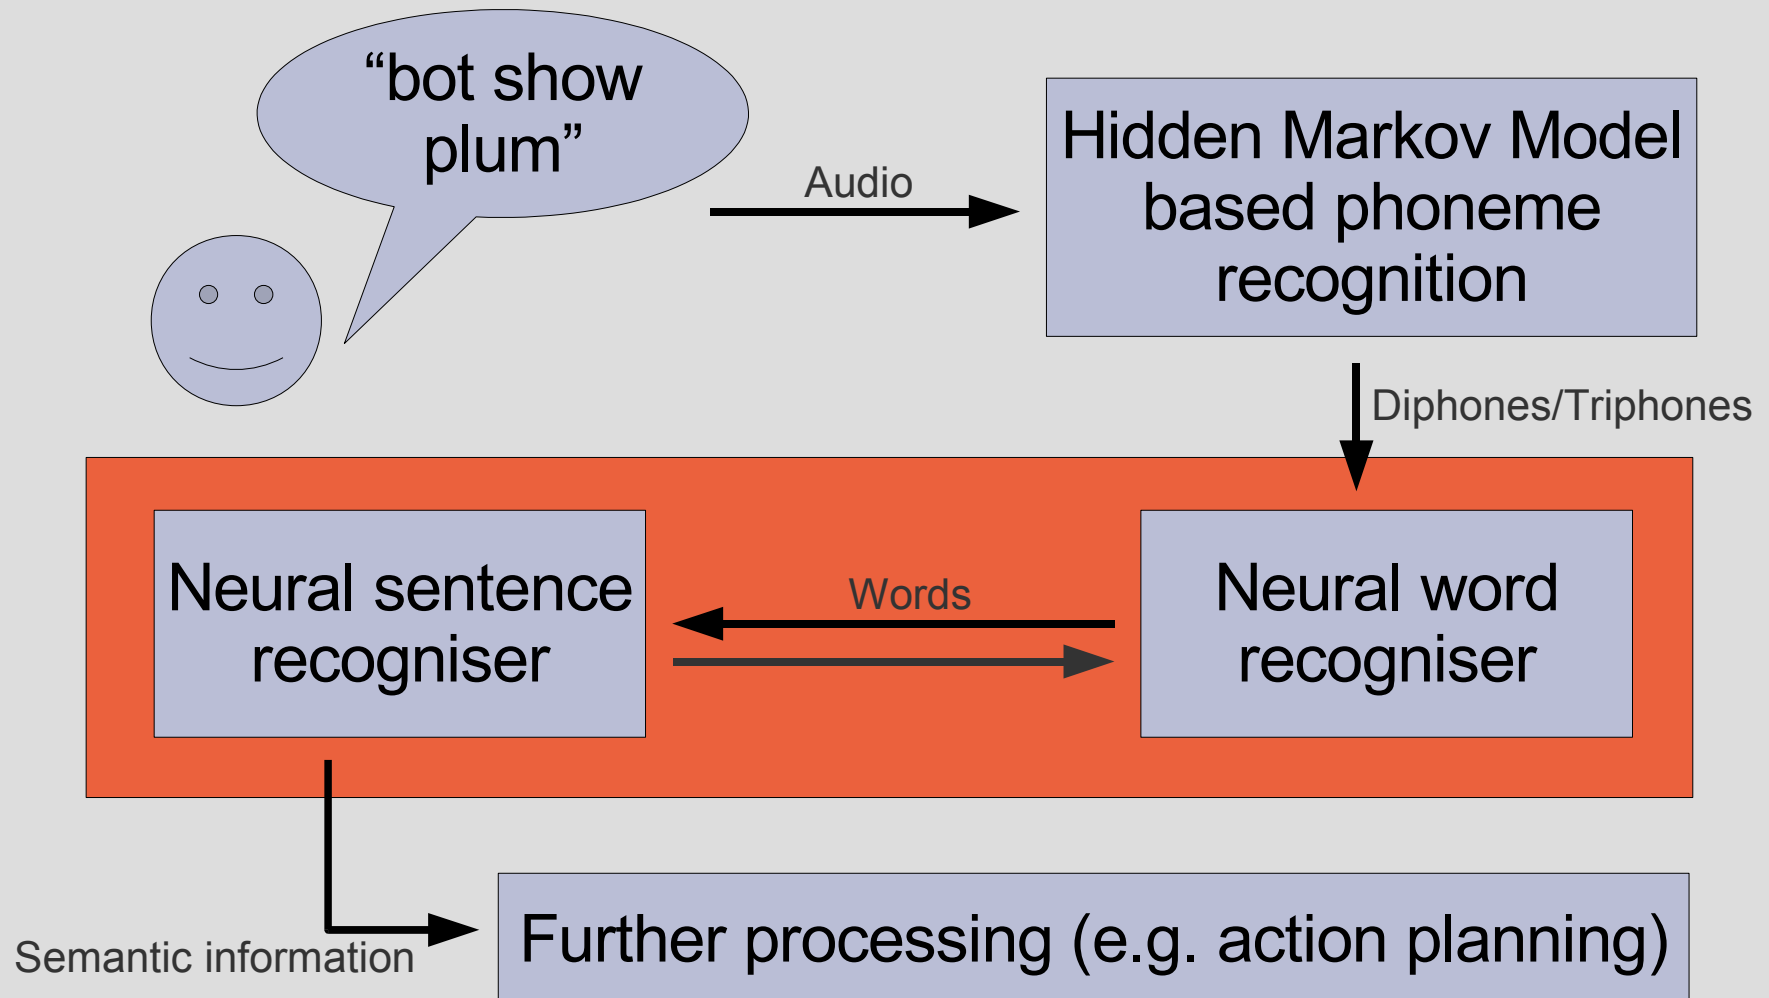 “bot show
plum”
Audio
Hidden Markov Model
based phoneme
recognition
Diphones/Triphones
Neural sentence
recogniser
Words
Neural word
recogniser
Semantic information
Further processing (e.g. action planning)